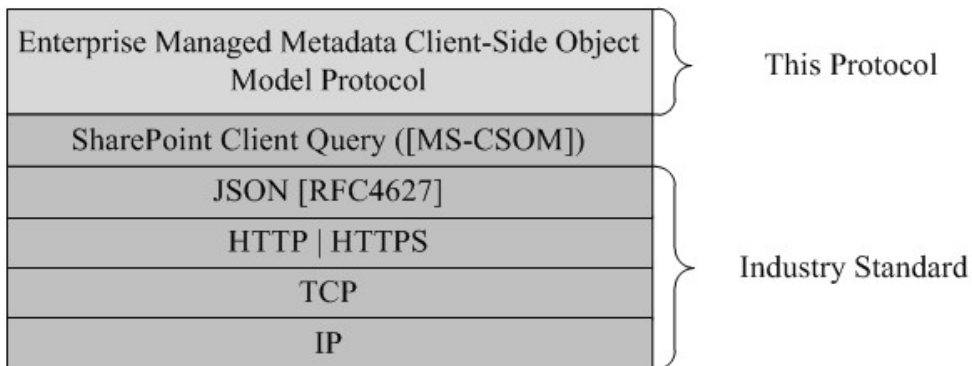 Enterprise Managed Metadata Client-Side Object
Model Protocol
This Protocol
SharePoint Client Query ([MS-CSOM])
JSON [RFC4627]
HTTP | HTTPS
TCP
IP
Industry Standard